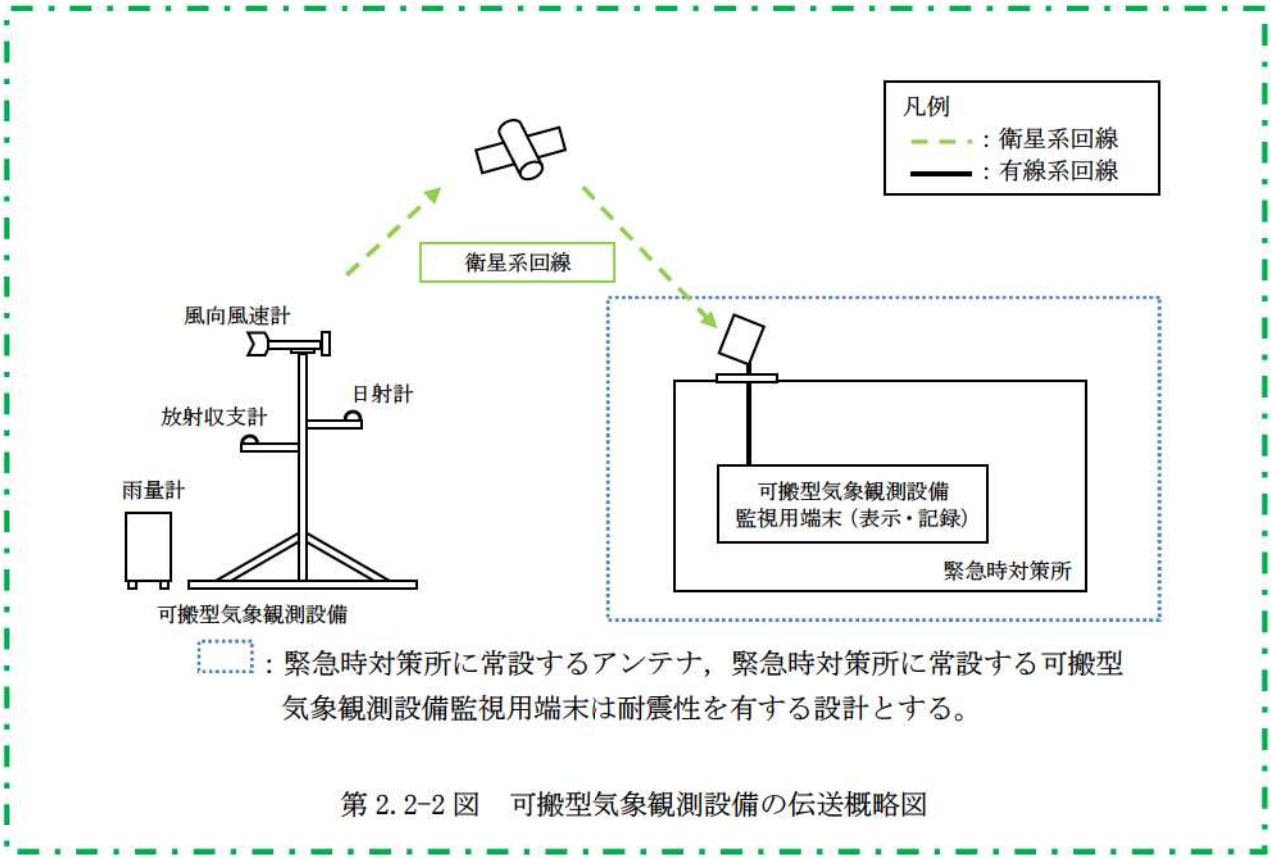 凡例
：衛星系回線
：有線系回線
衛星系回線
風向風速計
日射計
放射収支計
雨量計
可搬型気象観測設備
可搬型気象観測設備
監視用端末（表示・記録）
緊急時対策所
：緊急時対策所に常設するアンテナ，緊急時対策所に常設する可搬型
気象観測設備監視用端末は耐震性を有する設計とする。
第 2.2-2 図　可搬型気象観測設備の伝送概略図